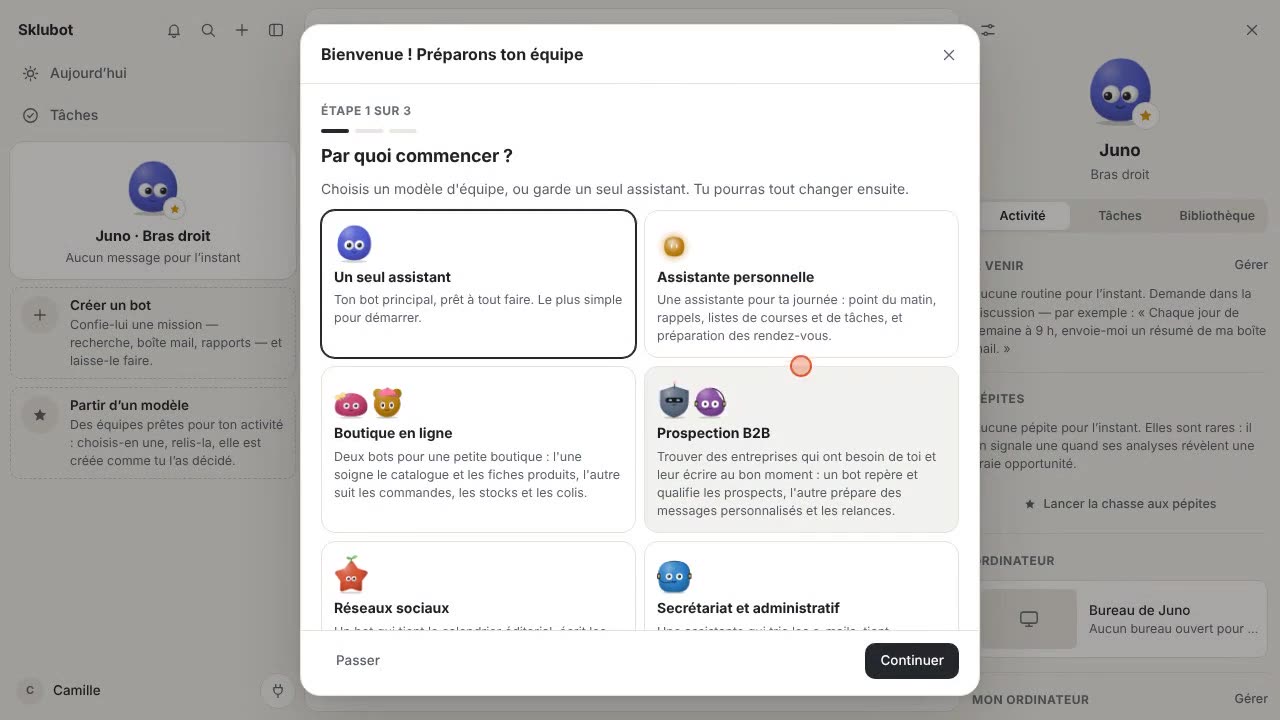 Sklubot
Aujourd'hui
Tâches
Juno · Bras droit
Aucun message pour l'instant
Créer un bot
Confie-lui une mission —
recherche, boîte mail, rapports — et
laisse-le faire.
Partir d'un modèle
Des équipes prêtes pour ton activité
: choisis-en une, relis-la, elle est
créée comme tu l'as décidé.
C
Camille
Bienvenue ! Préparons ton équipe
ÉTAPE 1 SUR 3
Par quoi commencer ?
Choisis un modèle d'équipe, ou garde un seul assistant. Tu pourras tout changer ensuite.
Un seul assistant
Ton bot principal, prêt à tout faire. Le plus simple
pour démarrer.
Assistante personnelle
Une assistante pour ta journée : point du matin,
rappels, listes de courses et de tâches, et
préparation des rendez-vous.
Boutique en ligne
Deux bots pour une petite boutique : l'une
soigne le catalogue et les fiches produits, l'autre
suit les commandes, les stocks et les colis.
Prospection B2B
Trouver des entreprises qui ont besoin de toi et
leur écrire au bon moment : un bot repère et
qualifie les prospects, l'autre prépare des
messages personnalisés et les relances.
Réseaux sociaux
Secrétariat et administratif
Passer
Continuer
Juno
Bras droit
Activité
Tâches
Bibliothèque
VENIR
Gérer
ucune routine pour l'instant. Demande dans la
iscussion — par exemple : « Chaque jour de
emaine à 9 h, envoie-moi un résumé de ma boîte
ail. »
ÉPITES
ucune pépite pour l'instant. Elles sont rares : il
n signale une quand ses analyses révèlent une
raie opportunité.
Lancer la chasse aux pépites
RDINATEUR
Bureau de Juno
Aucun bureau ouvert pour ...
MON ORDINATEUR
Gérer